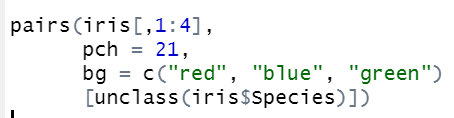 pairs(iris[,1:4],
pch = 21,
bg = c("red", "blue", "green")
[unclass(iris$Species)])